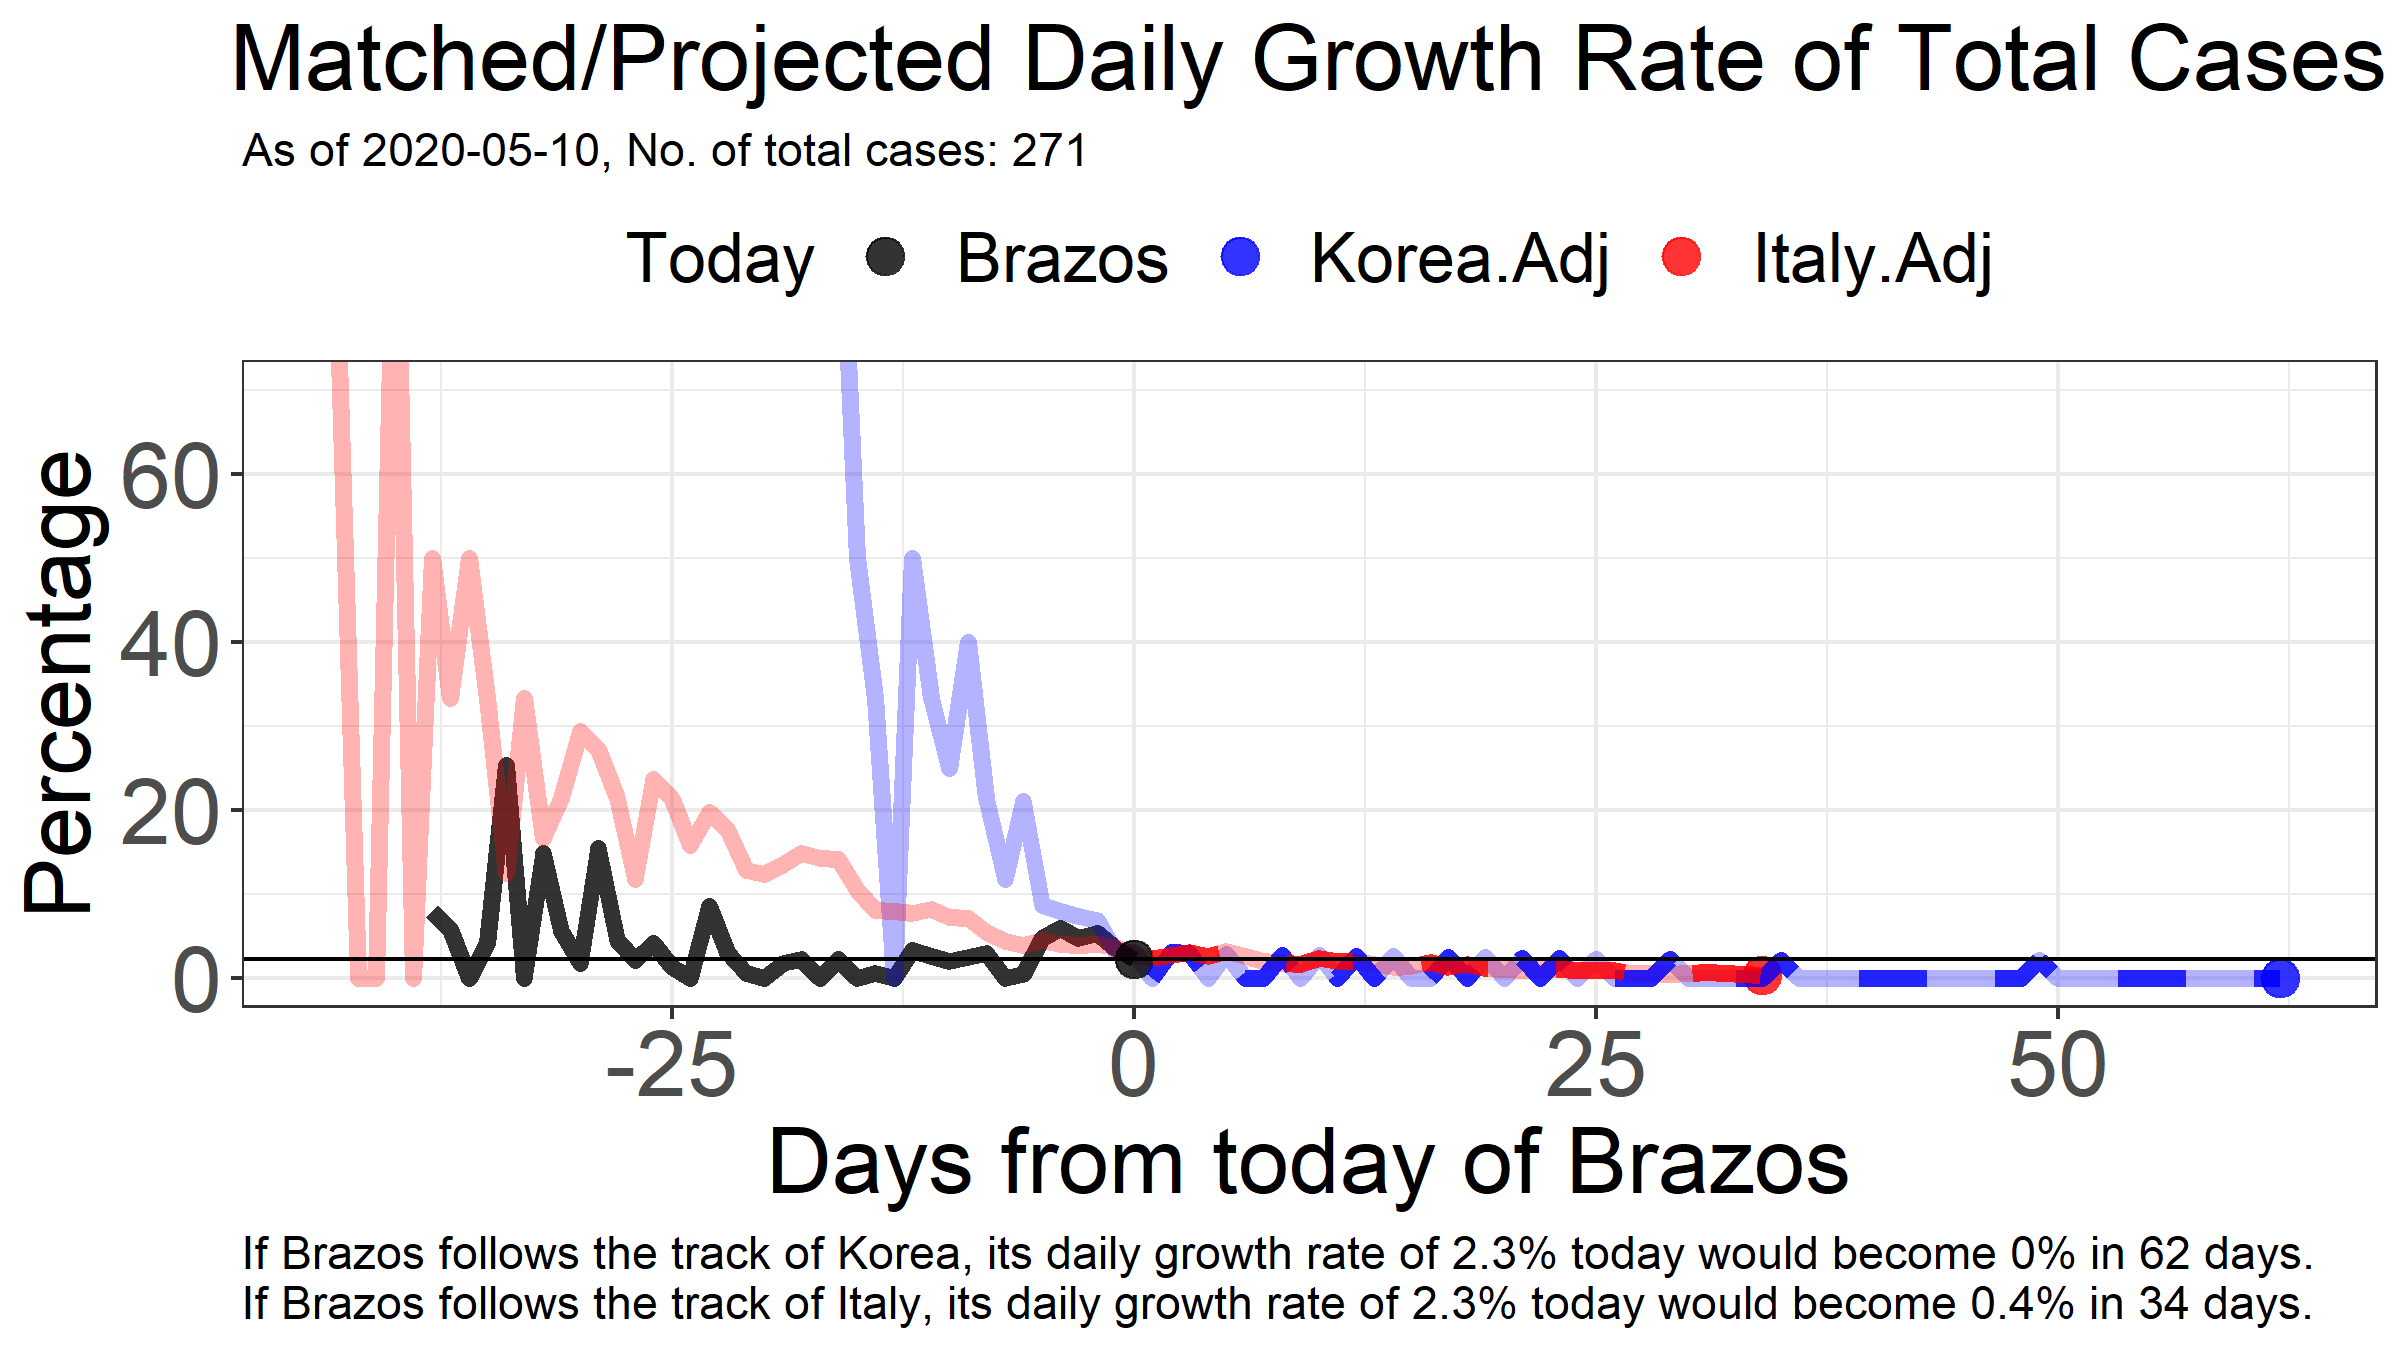 Matched/Projected Daily Growth Rate of Total Cases
As of 2020-05-10, No. of total cases: 271
Today Brazos Korea.Adj Italy.Adj
Percentage
60
40
20
0
-25 0 25 50
Days from today of Brazos
If Brazos follows the track of Korea, its daily growth rate of 2.3% today would become 0% in 62 days.
If Brazos follows the track of Italy, its daily growth rate of 2.3% today would become 0.4% in 34 days.